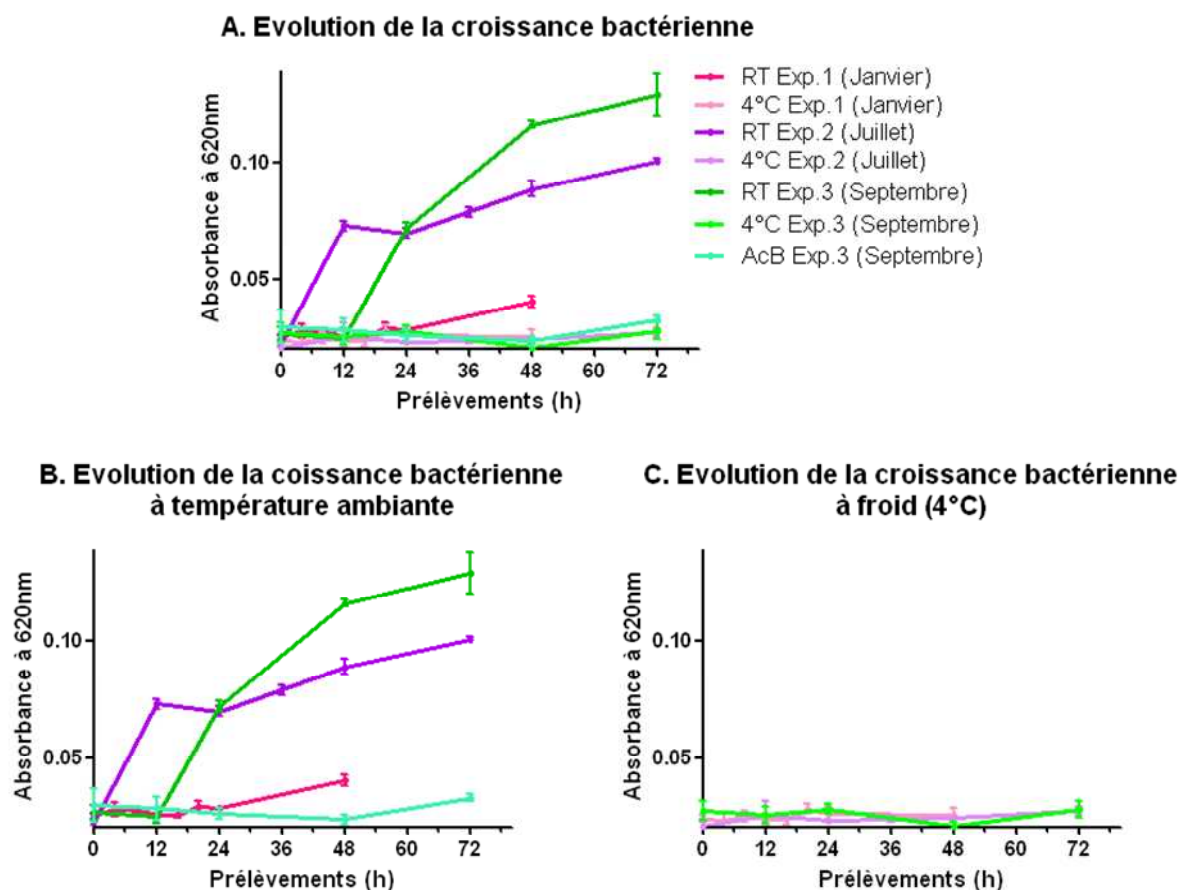 A. Evolution de la croissance bactérienne
RT Exp.1 (Janvier)
4°C Exp.1 (Janvier)
RT Exp.2 (Juillet)
4°C Exp.2 (Juillet)
RT Exp.3 (Septembre)
4°C Exp.3 (Septembre)
AcB Exp.3 (Septembre)
Absorbance à 620nm
0.10
0.05
0 12 24 36 48 60 72
Prélèvements (h)
B. Evolution de la coissance bactérienne
à température ambiante
Absorbance à 620nm
0.10
0.05
0 12 24 36 48 60 72
Prélèvements (h)
C. Evolution de la croissance bactérienne
à froid (4°C)
Absorbance à 620nm
0.10
0.05
0 12 24 36 48 60 72
Prélèvements (h)